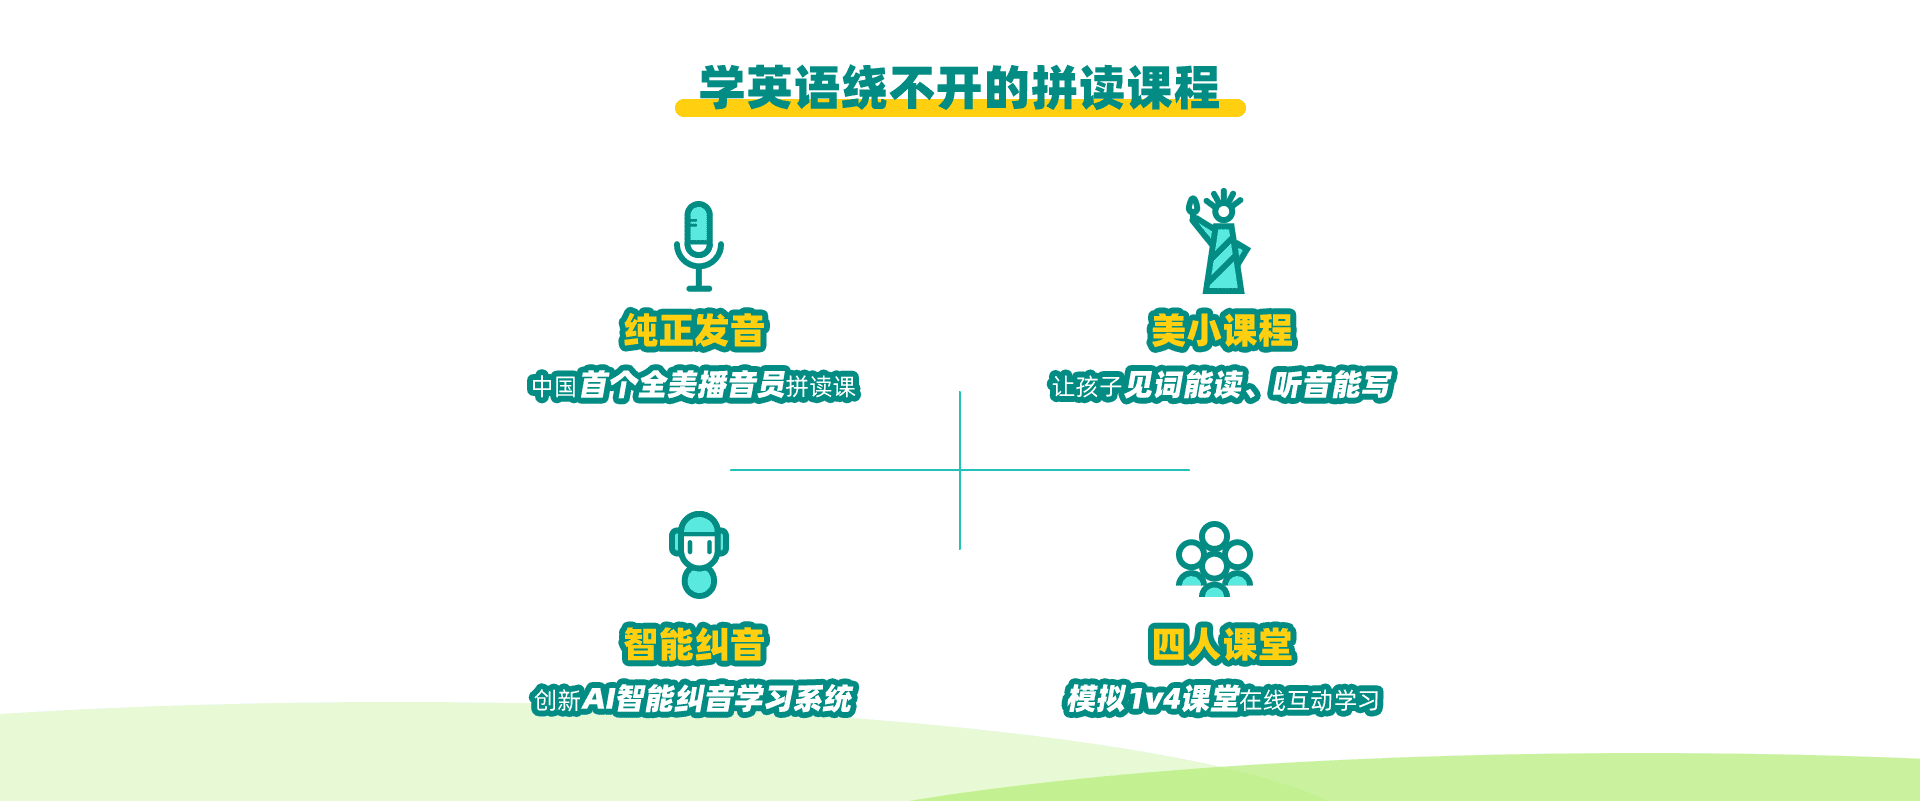 学英语绕不开的拼读课程
纯正发音
中国首个全美播音员拼读课
美小课程
让孩子见词能读、听音能写
智能纠音
创新AI智能纠音学习系统
四人课堂
模拟1v4课堂在线互动学习